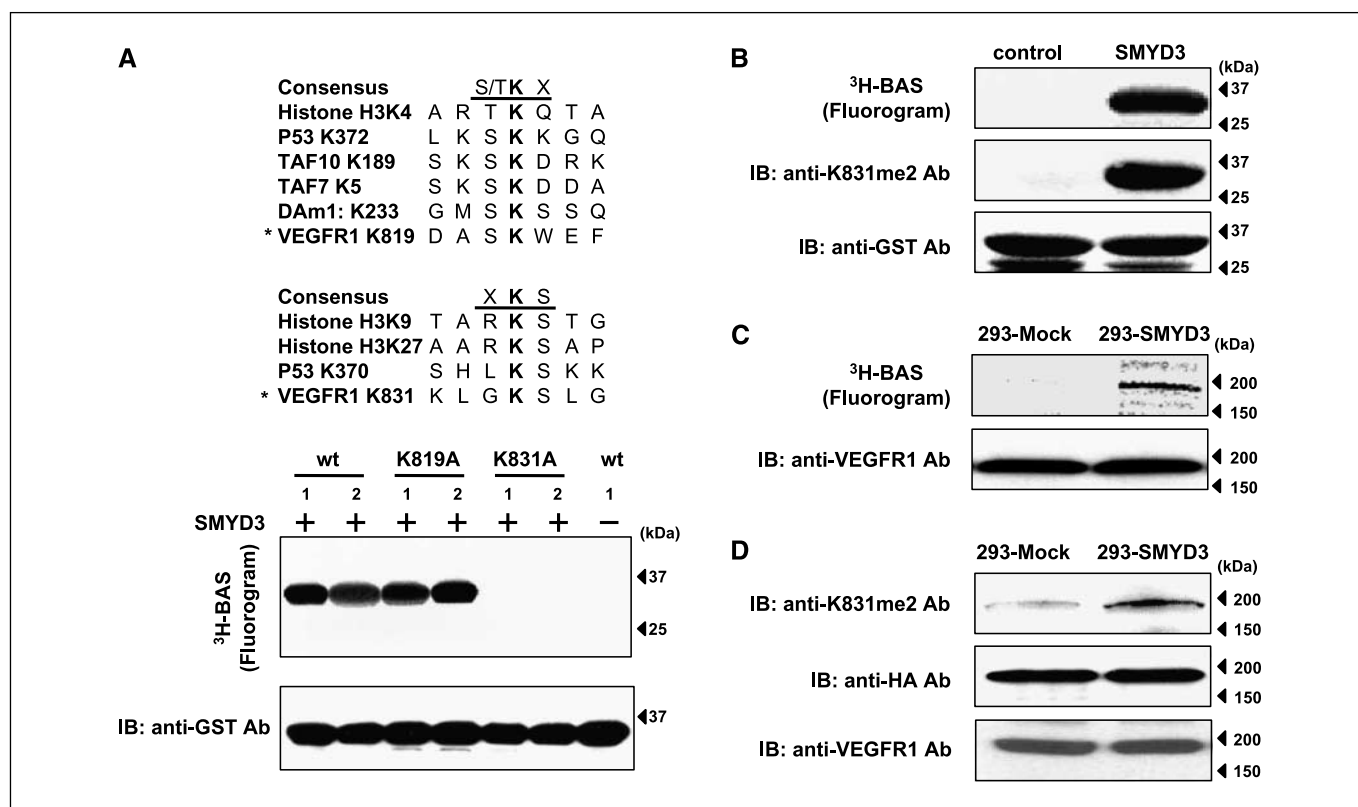 A
Consensus S/TK X
Histone H3K4 A R T K Q T A
P53 K372 L K S K K G Q
TAF10 K189 S K S K D R K
TAF7 K5 S K S K D D A
DAm1: K233 G M S K S S Q
* VEGFR1 K819 D A S K W E F
Consensus X K S
Histone H3K9 T A R K S T G
Histone H3K27 A A R K S A P
P53 K370 S H L K S K K
* VEGFR1 K831 K L G K S L G
wt K819A K831A wt
1 2 1 2 1 2 1
SMYD3 + + + + + + −
(kDa)
³H-BAS
(Fluorogram)
◀37
◀25
IB: anti-GST Ab
◀37
B
control SMYD3
(kDa)
³H-BAS
(Fluorogram)
◀37
◀25
IB: anti-K831me2 Ab
◀37
◀25
IB: anti-GST Ab
◀37
◀25
C
293-Mock 293-SMYD3
(kDa)
³H-BAS
(Fluorogram)
◀ 200
◀ 150
IB: anti-VEGFR1 Ab
◀ 200
◀ 150
D
293-Mock 293-SMYD3
(kDa)
IB: anti-K831me2 Ab
◀ 200
◀ 150
IB: anti-HA Ab
◀ 200
◀ 150
IB: anti-VEGFR1 Ab
◀ 200
◀ 150